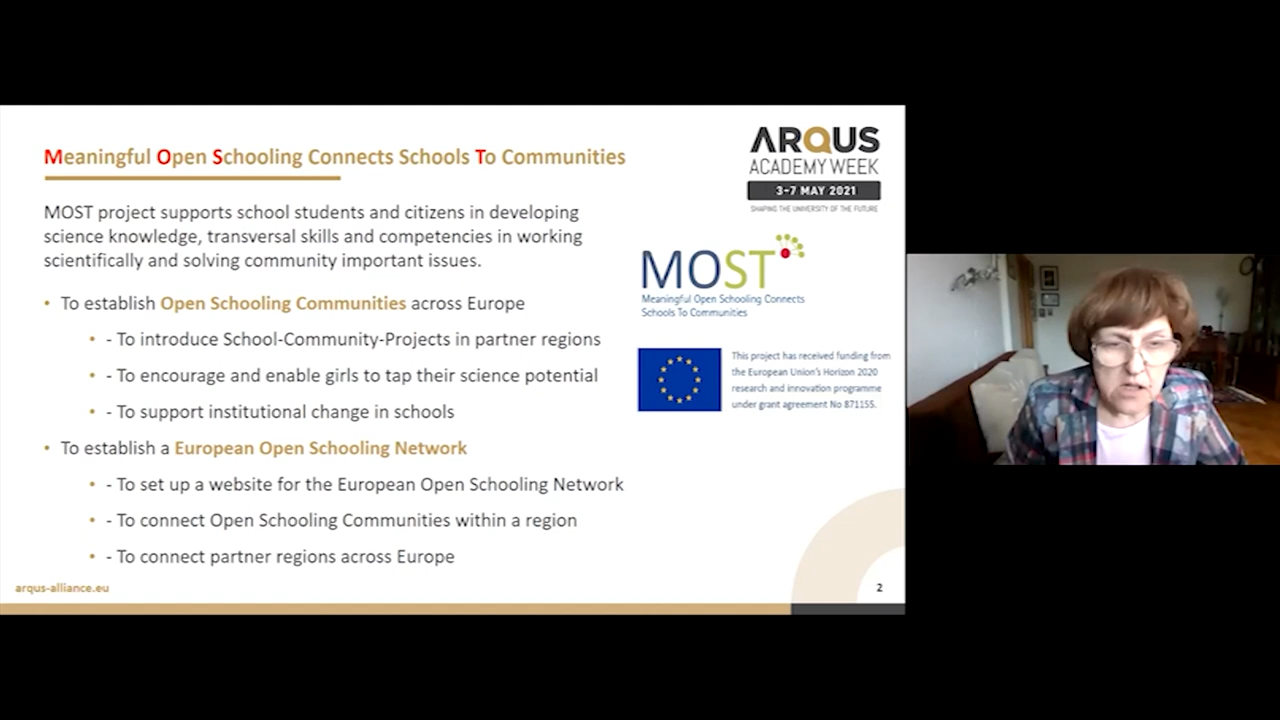 Meaningful Open Schooling Connects Schools To Communities
MOST project supports school students and citizens in developing
science knowledge, transversal skills and competencies in working
scientifically and solving community important issues.
• To establish Open Schooling Communities across Europe
• - To introduce School-Community-Projects in partner regions
• - To encourage and enable girls to tap their science potential
• - To support institutional change in schools
• To establish a European Open Schooling Network
• - To set up a website for the European Open Schooling Network
• - To connect Open Schooling Communities within a region
• - To connect partner regions across Europe
ARQUS
ACADEMY WEEK
3-7 MAY 2021
SHAPING THE UNIVERSITY OF THE FUTURE
MOST
Meaningful Open Schooling Connects
Schools To Communities
This project has received funding from
the European Union's Horizon 2020
research and innovation programme
under grant agreement No 871155.
arqus-alliance.eu
2